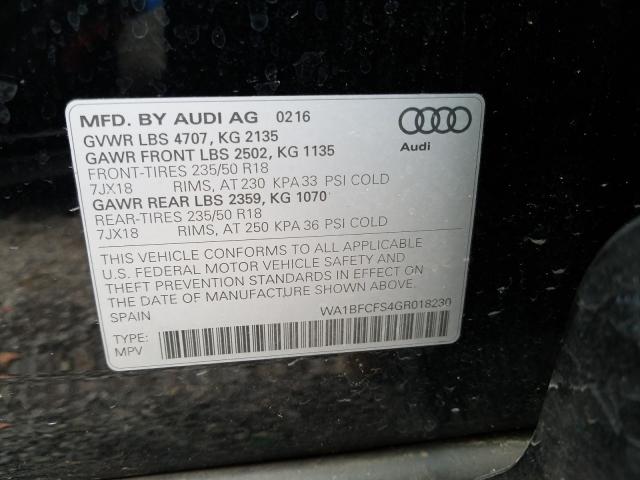 MFD. BY AUDI AG 0216
GVWR LBS 4707, KG 2135
GAWR FRONT LBS 2502, KG 1135
FRONT-TIRES 235/50 R18
7JX18 RIMS, AT 230 KPA 33 PSI COLD
GAWR REAR LBS 2359, KG 1070
REAR-TIRES 235/50 R18
7JX18 RIMS, AT 250 KPA 36 PSI COLD
Audi
THIS VEHICLE CONFORMS TO ALL APPLICABLE
U.S. FEDERAL MOTOR VEHICLE SAFETY AND
THEFT PREVENTION STANDARDS IN EFFECT ON
THE DATE OF MANUFACTURE SHOWN ABOVE.
SPAIN WA1BFCFS4GR018230
TYPE:
MPV